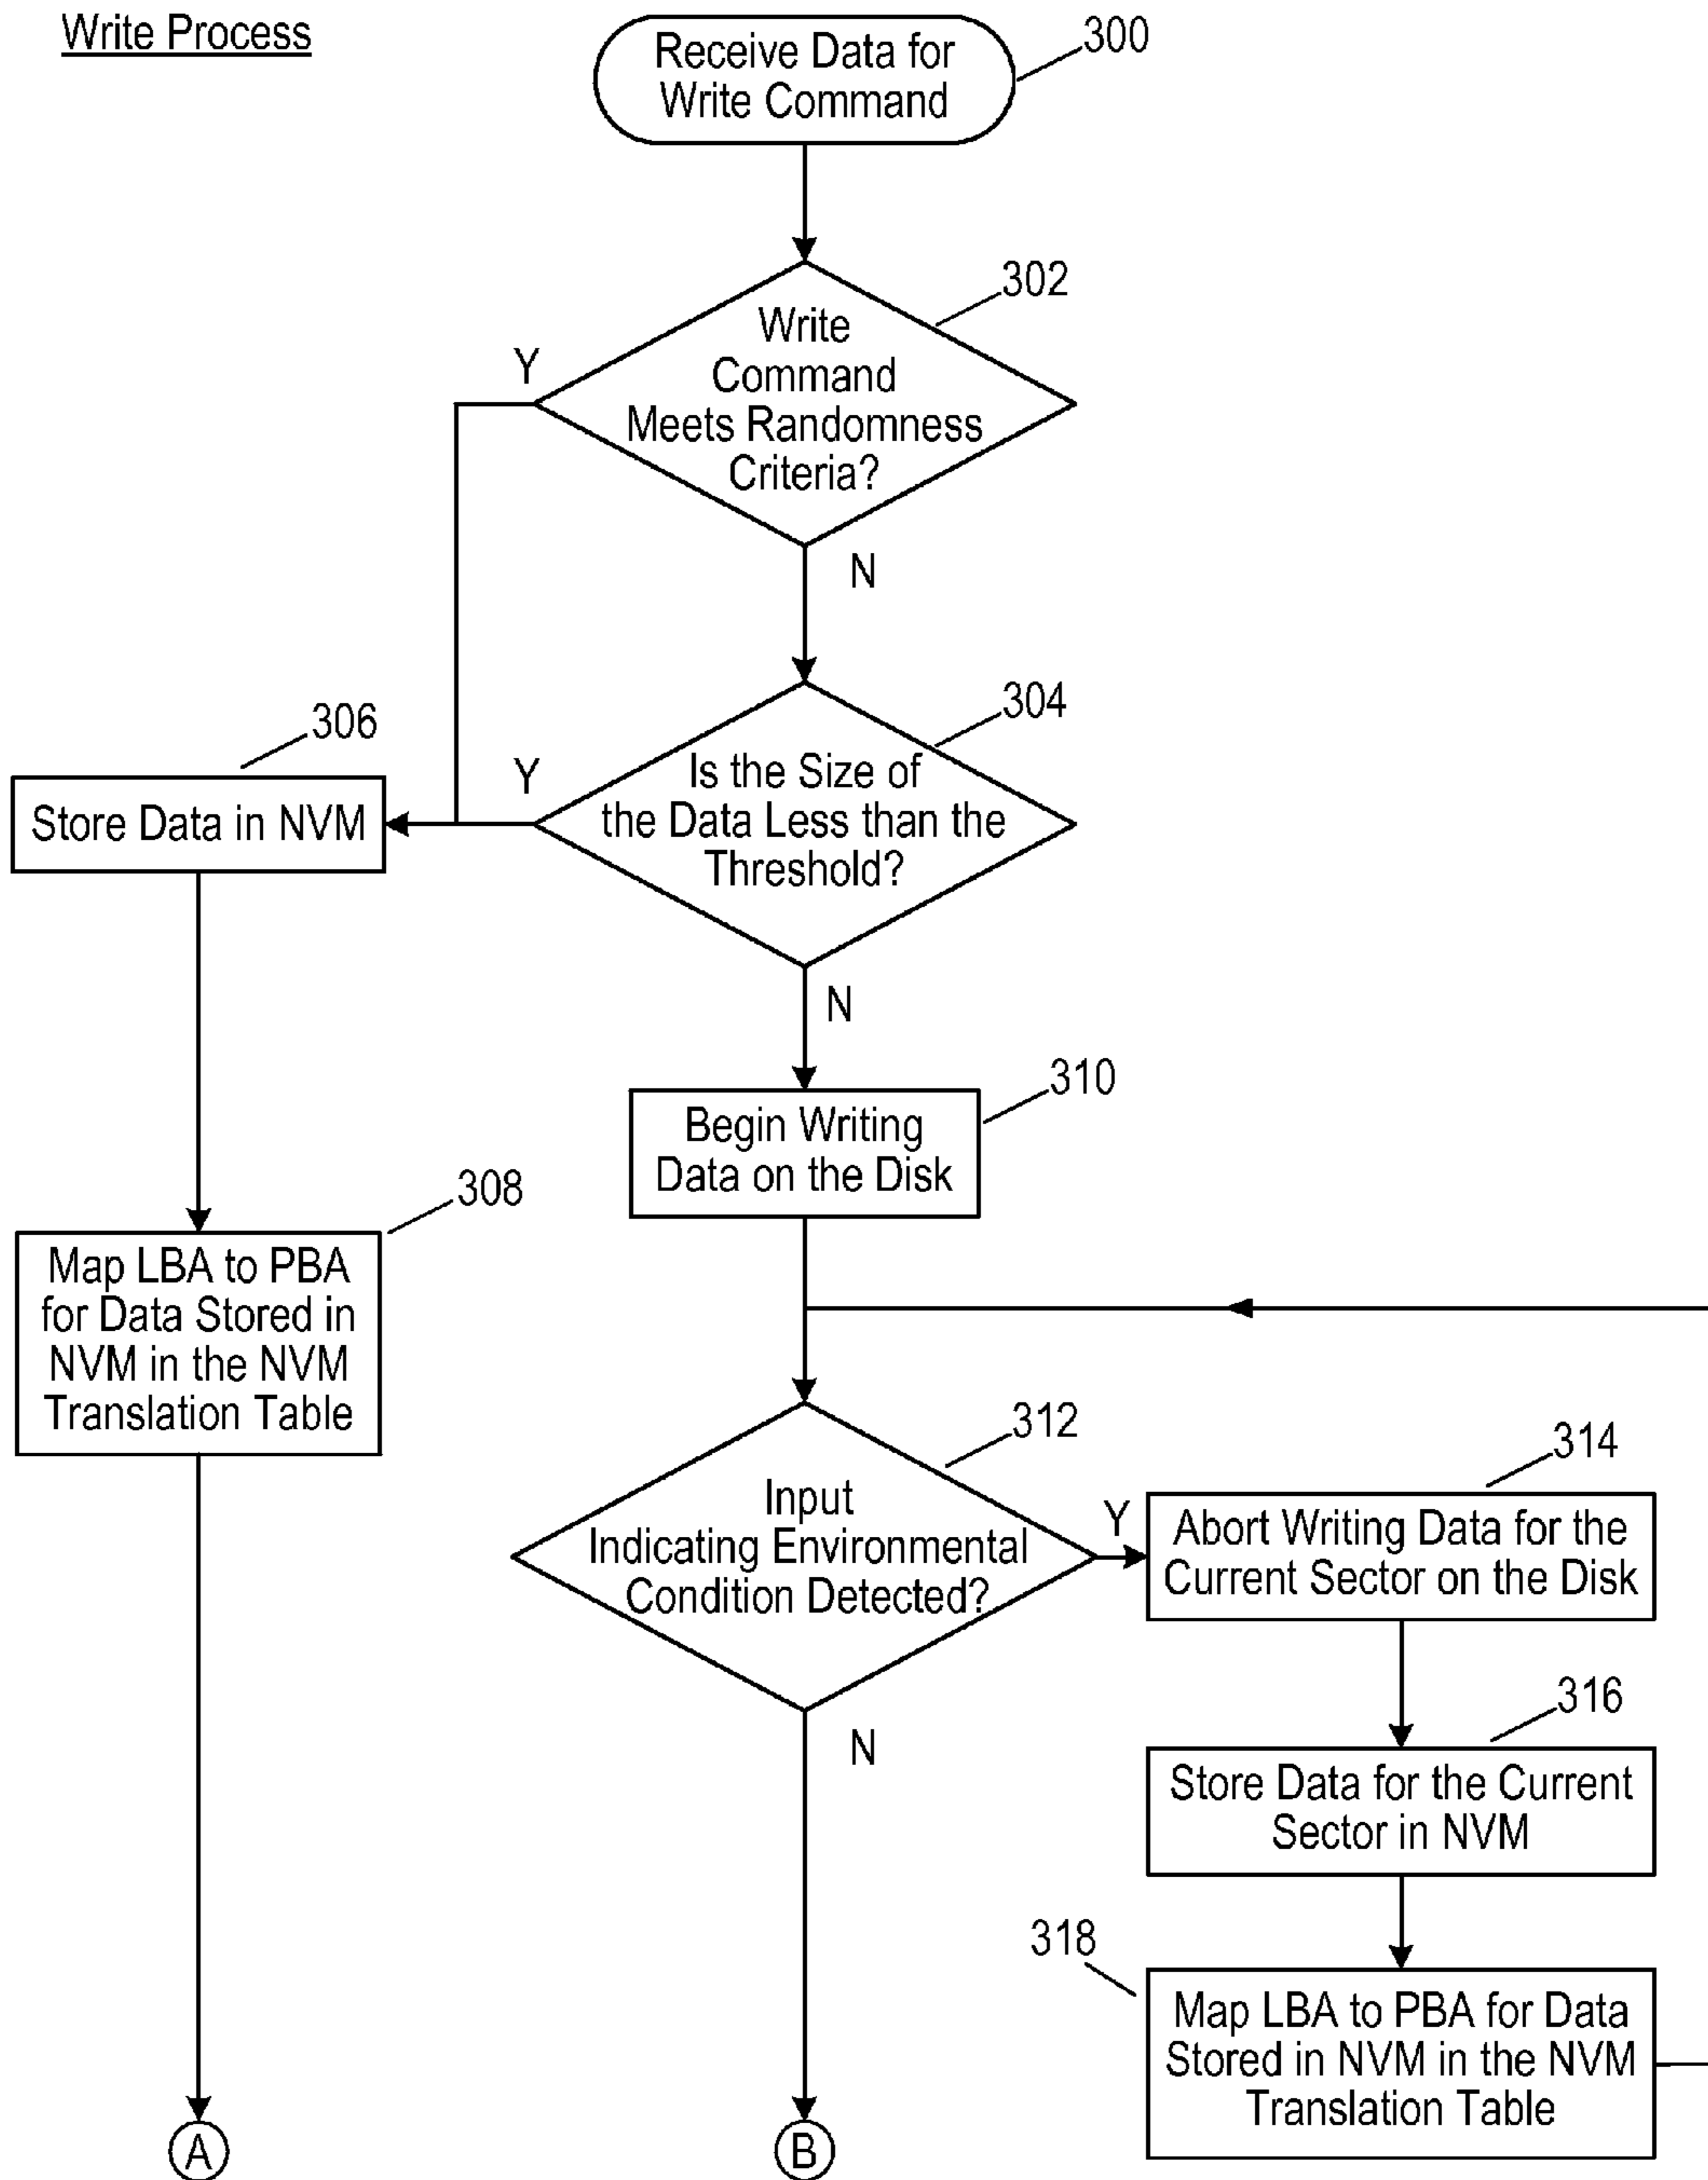 Write Process
Receive Data for
Write Command
300
302
Write
Command
Meets Randomness
Criteria?
Y
N
304
Is the Size of
the Data Less than the
Threshold?
Y
N
306
Store Data in NVM
310
Begin Writing
Data on the Disk
308
Map LBA to PBA
for Data Stored in
NVM in the NVM
Translation Table
312
Input
Indicating Environmental
Condition Detected?
Y
N
314
Abort Writing Data for the
Current Sector on the Disk
316
Store Data for the Current
Sector in NVM
318
Map LBA to PBA for Data
Stored in NVM in the NVM
Translation Table
A
B